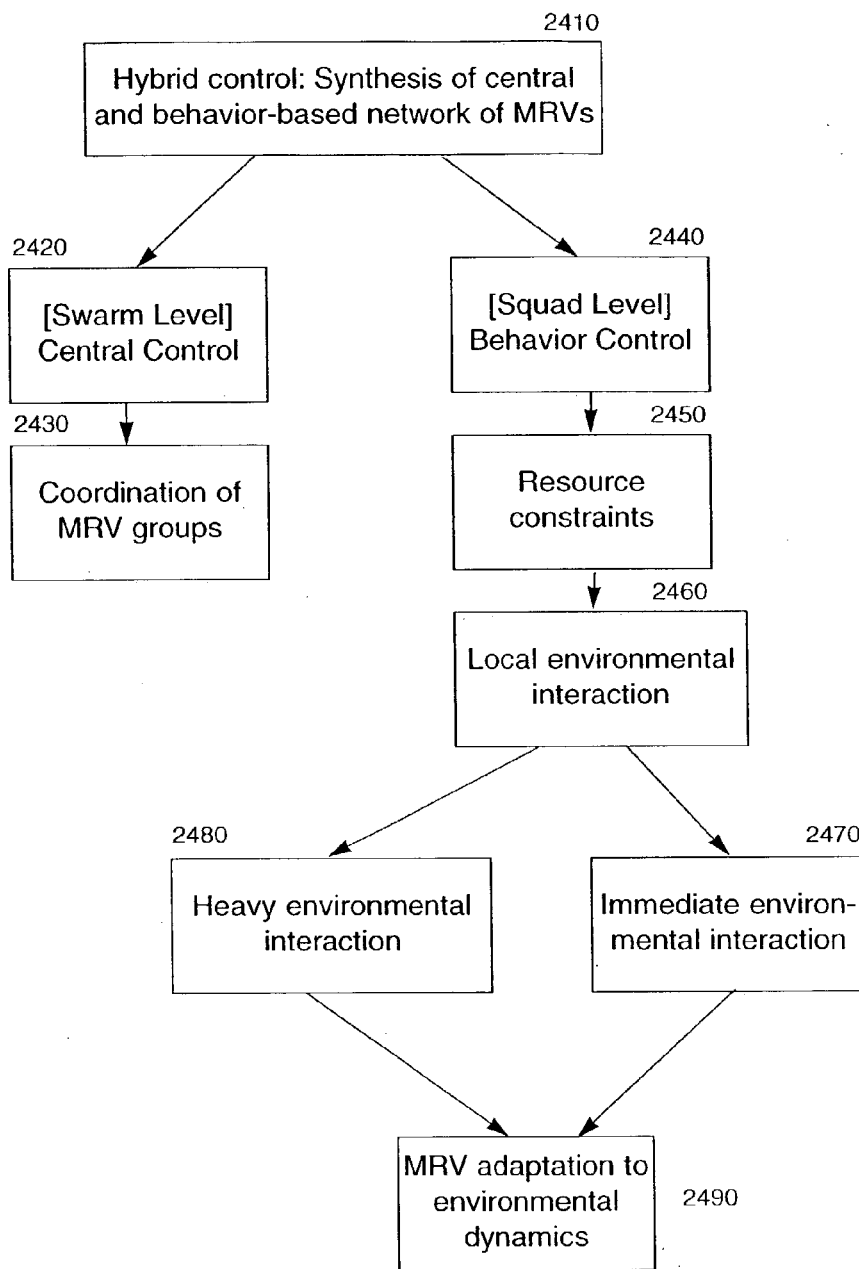 2410
Hybrid control: Synthesis of central
and behavior-based network of MRVs
2420
[Swarm Level]
Central Control
2440
[Squad Level]
Behavior Control
2430
Coordination of
MRV groups
2450
Resource
constraints
2460
Local environmental
interaction
2480
Heavy environmental
interaction
2470
Immediate environ-
mental interaction
MRV adaptation to
environmental
dynamics
2490